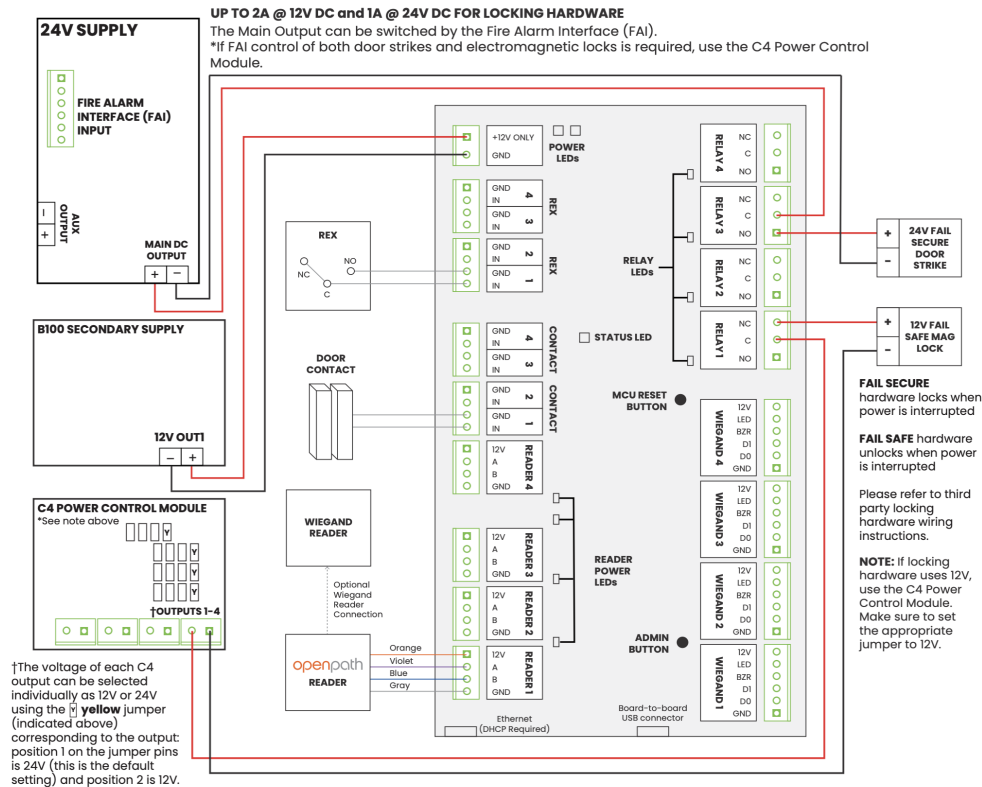 UP TO 2A @ 12V DC and 1A @ 24V DC FOR LOCKING HARDWARE
The Main Output can be switched by the Fire Alarm Interface (FAI).
*If FAI control of both door strikes and electromagnetic locks is required, use the C4 Power Control
Module.
24V SUPPLY
FIRE ALARM
INTERFACE (FAI)
INPUT
AUX
OUTPUT
–
+
MAIN DC
OUTPUT
+ –
B100 SECONDARY SUPPLY
12V OUT1
– +
C4 POWER CONTROL MODULE
*See note above
Y
Y
Y
Y
†OUTPUTS 1-4
†The voltage of each C4
output can be selected
individually as 12V or 24V
using the Y yellow jumper
(indicated above)
corresponding to the output:
position 1 on the jumper pins
is 24V (this is the default
setting) and position 2 is 12V.
REX
NO
NC
C
DOOR
CONTACT
WIEGAND
READER
Optional
Wiegand
Reader
Connection
openpath
READER
Orange
Violet
Blue
Gray
+12V ONLY
GND
POWER
LEDs
GND
IN
4
GND
IN
3
REX
GND
IN
2
GND
IN
1
REX
GND
IN
4
GND
IN
3
CONTACT
GND
IN
2
GND
IN
1
CONTACT
12V
A
B
GND
READER 4
12V
A
B
GND
READER 3
12V
A
B
GND
READER 2
12V
A
B
GND
READER 1
Ethernet
(DHCP Required)
RELAY
LEDs
STATUS LED
MCU RESET
BUTTON
READER
POWER
LEDs
ADMIN
BUTTON
Board-to-board
USB connector
RELAY 4
NC
C
NO
RELAY 3
NC
C
NO
RELAY 2
NC
C
NO
RELAY 1
NC
C
NO
WIEGAND 4
12V
LED
BZR
D1
D0
GND
WIEGAND 3
12V
LED
BZR
D1
D0
GND
WIEGAND 2
12V
LED
BZR
D1
D0
GND
WIEGAND 1
12V
LED
BZR
D1
D0
GND
+
–
24V FAIL
SECURE
DOOR
STRIKE
+
–
12V FAIL
SAFE MAG
LOCK
FAIL SECURE
hardware locks when
power is interrupted
FAIL SAFE hardware
unlocks when power
is interrupted
Please refer to third
party locking
hardware wiring
instructions.
NOTE: If locking
hardware uses 12V,
use the C4 Power
Control Module.
Make sure to set
the appropriate
jumper to 12V.